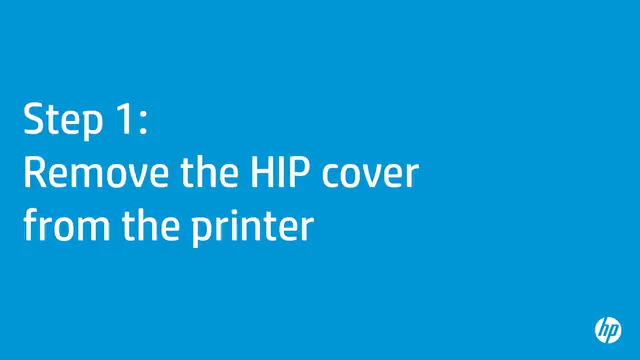 Step 1:
Remove the HIP cover
from the printer
hp